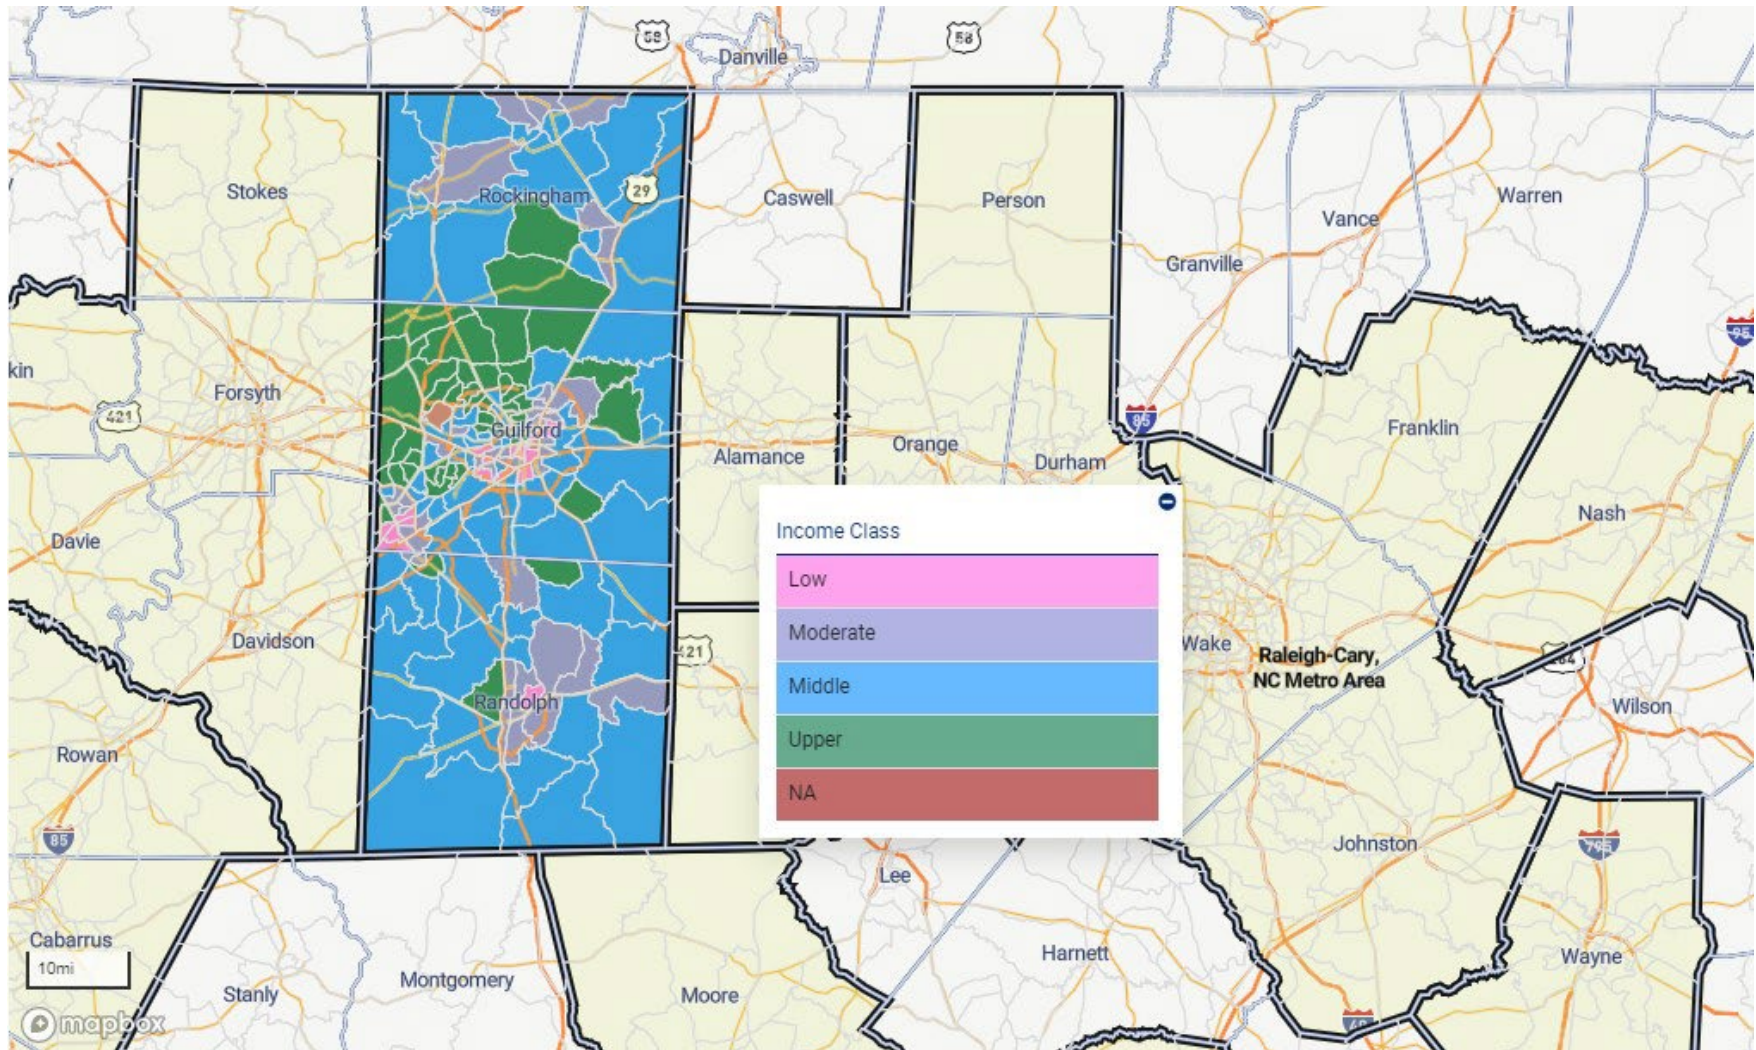 58
58
Danville
Stokes
Rockingham
29
Caswell
Person
Warren
Vance
Granville
95
kin
Forsyth
421
Guilford
Alamance
Orange
Durham
85
Franklin
Nash
Davie
Income Class
Low
Moderate
Middle
Upper
NA
Davidson
421
Wake
Raleigh-Cary,
NC Metro Area
Randolph
Wilson
Rowan
85
Johnston
795
Lee
Cabarrus
10mi
Stanly
Montgomery
Moore
Harnett
Wayne
mapbox